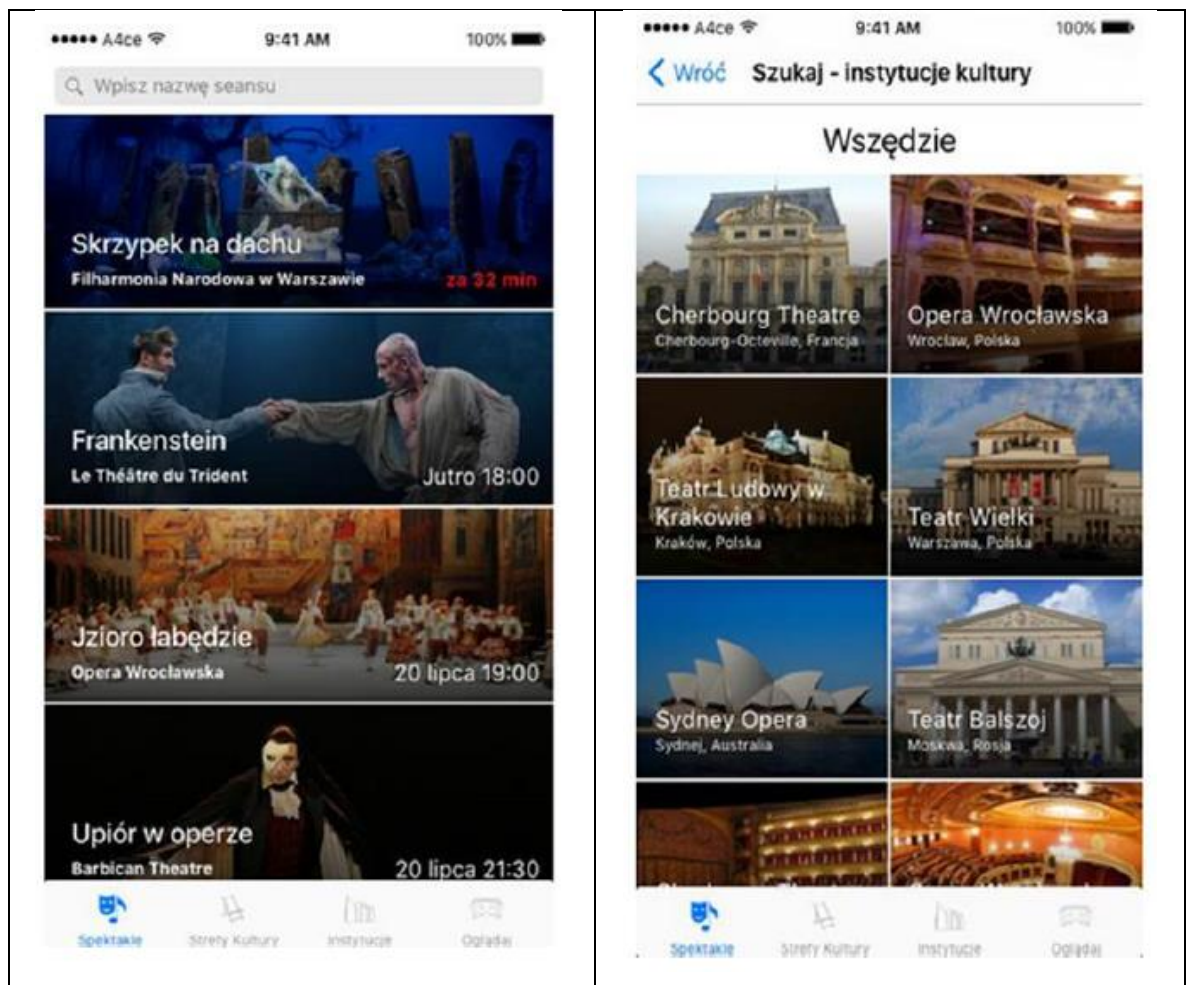 A4ce 9:41 AM 100%
Wpisz nazwę seansu
Skrzypek na dachu
Filharmonia Narodowa w Warszawie za 32 min
Frankenstein
Le Théâtre du Trident Jutro 18:00
Jzioro łabędzie
Opera Wrocławska 20 lipca 19:00
Upiór w operze
Barbican Theatre 20 lipca 21:30
Spektakle Strefy Kultury Instytucje Oglądaj
A4ce 9:41 AM 100%
Wróć Szukaj - instytucje kultury
Wszędzie
Cherbourg Theatre
Cherbourg-Octeville, Francja
Opera Wrocławska
Wrocław, Polska
Teatr Ludowy w
Krakowie
Kraków, Polska
Teatr Wielki
Warszawa, Polska
Sydney Opera
Sydnej, Australia
Teatr Balszoj
Moskwa, Rosja
Spektakle Strefy Kultury Instytucje Oglądaj